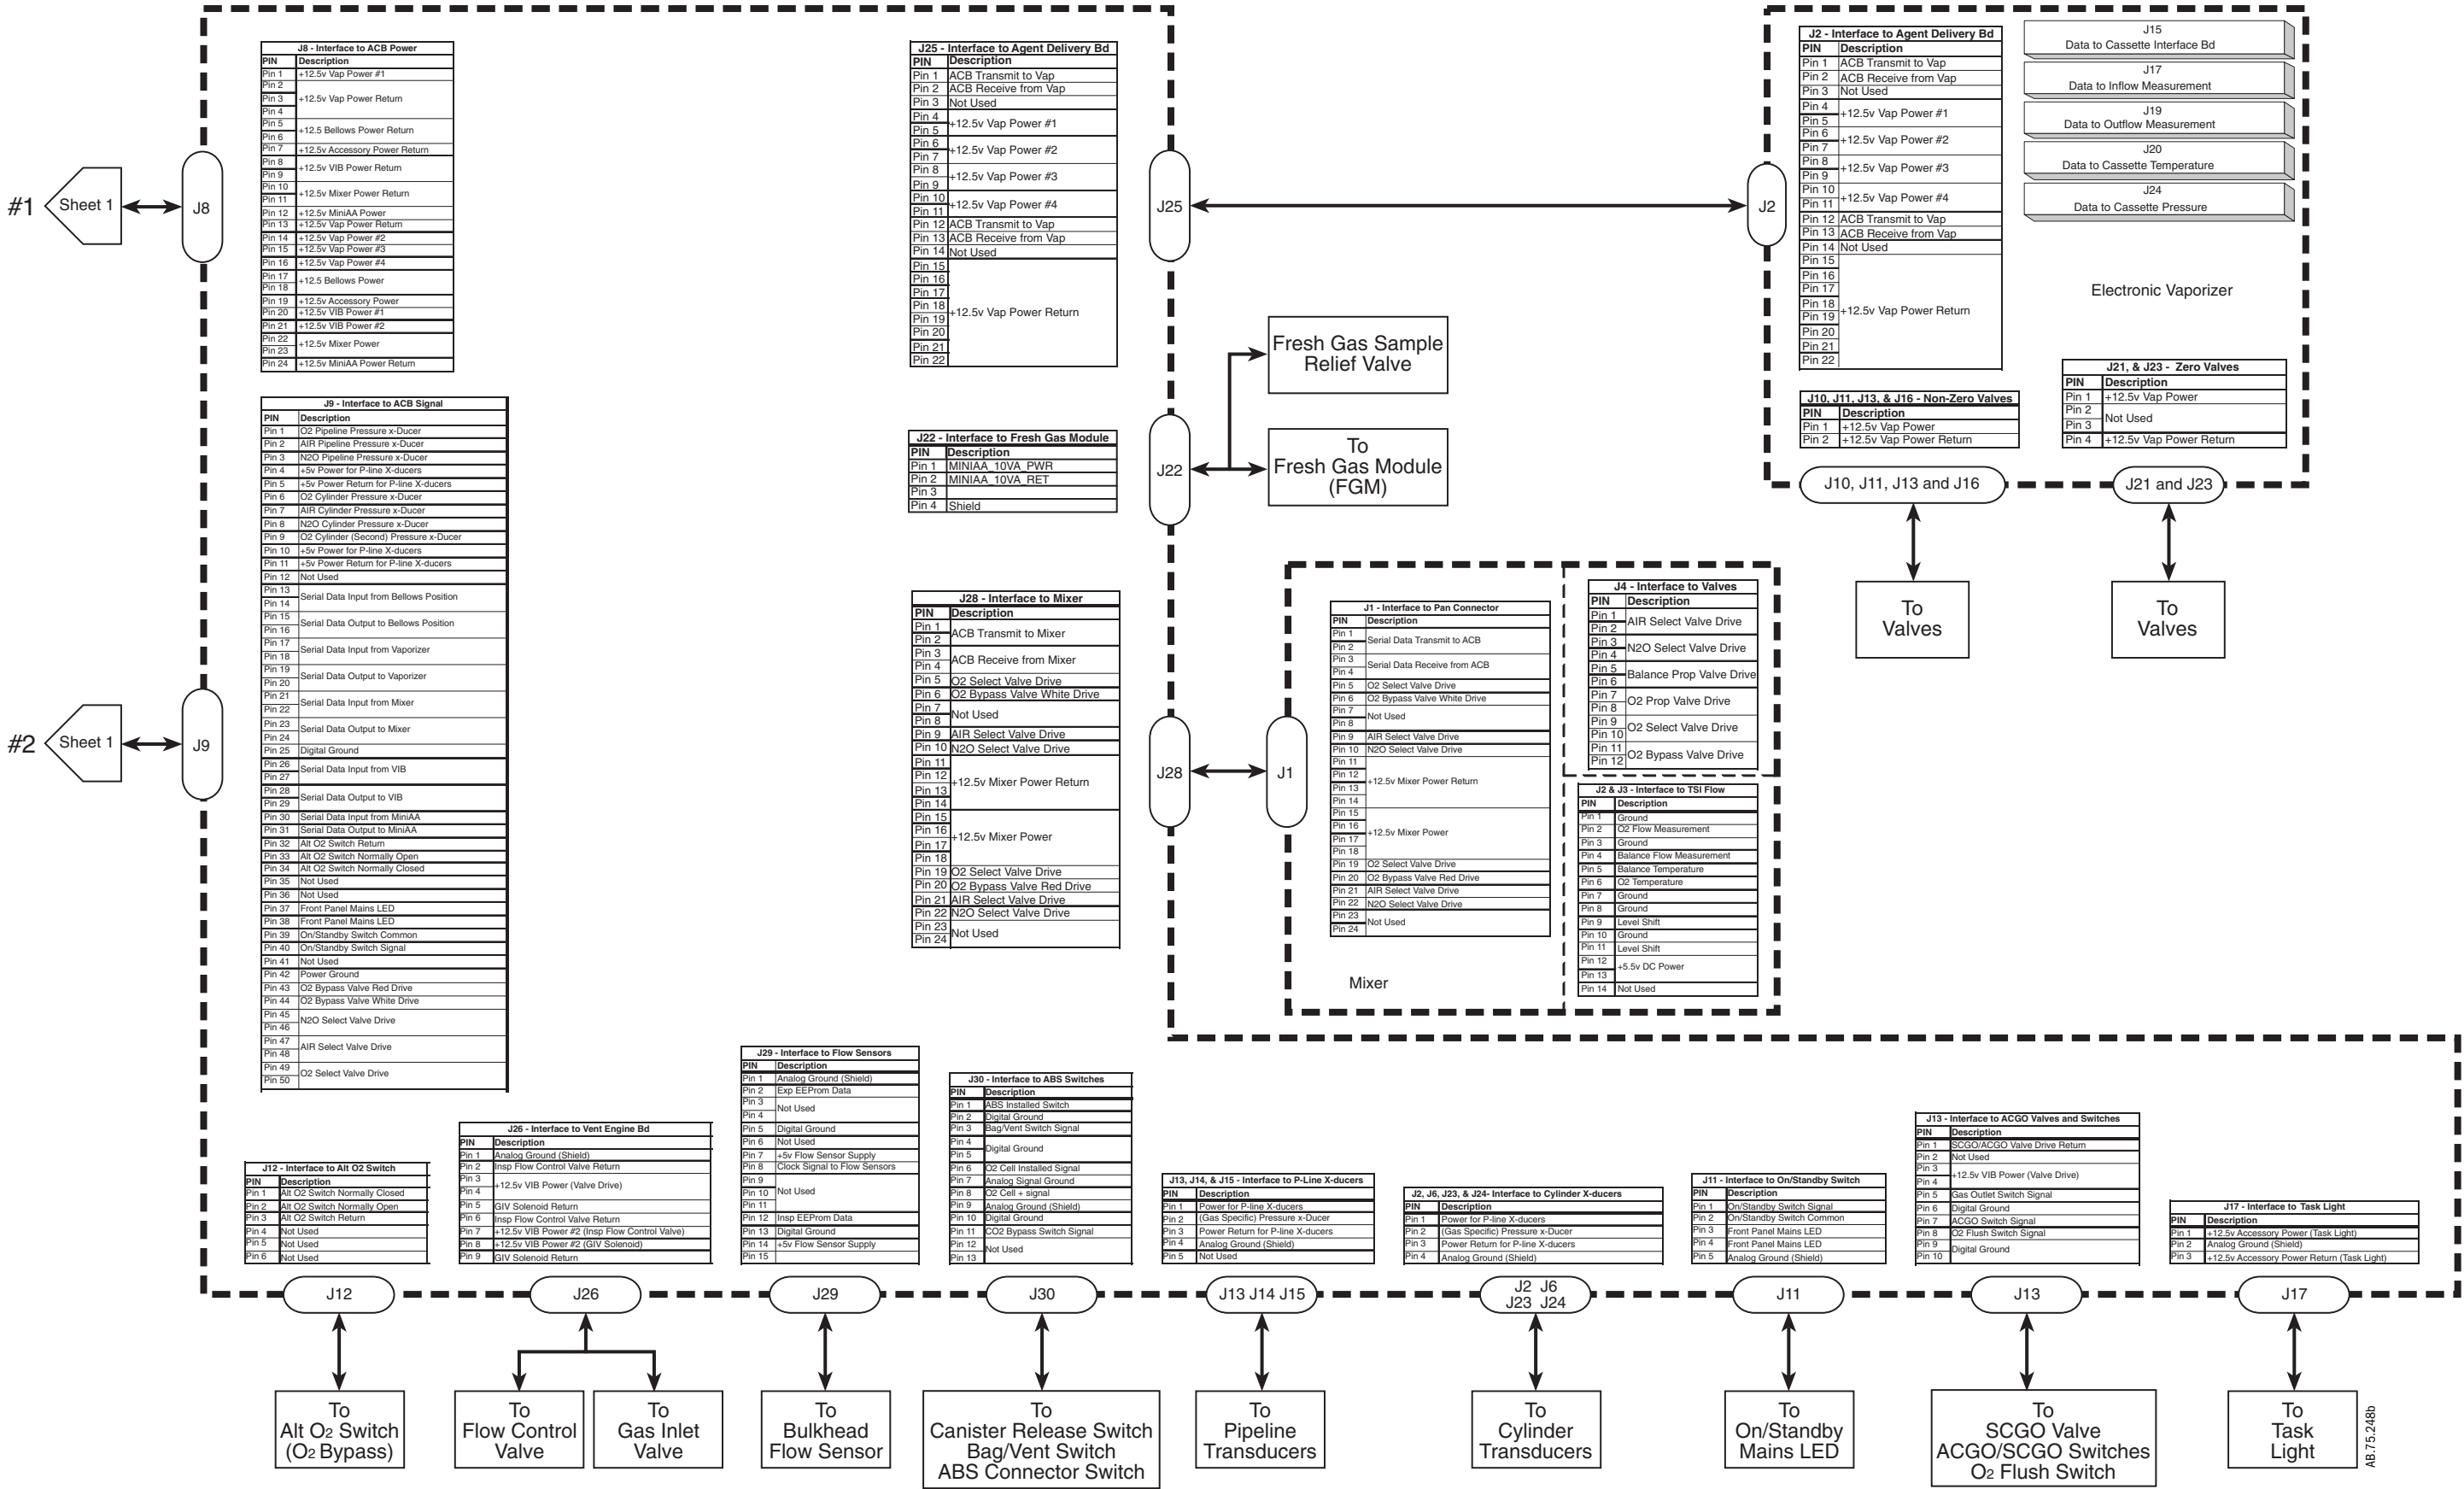 #1
Sheet 1
J8
J8 - Interface to ACB Power
PIN Description
Pin 1 +12.5v Vap Power #1
Pin 2
Pin 3 +12.5v Vap Power Return
Pin 4
Pin 5
+12.5 Bellows Power Return
Pin 6
Pin 7 +12.5v Accessory Power Return
Pin 8
+12.5v VIB Power Return
Pin 9
Pin 10
+12.5v Mixer Power Return
Pin 11
Pin 12 +12.5v MiniAA Power
Pin 13 +12.5v Vap Power Return
Pin 14 +12.5v Vap Power #2
Pin 15 +12.5v Vap Power #3
Pin 16 +12.5v Vap Power #4
Pin 17
+12.5 Bellows Power
Pin 18
Pin 19 +12.5v Accessory Power
Pin 20 +12.5v VIB Power #1
Pin 21 +12.5v VIB Power #2
Pin 22
+12.5v Mixer Power
Pin 23
Pin 24 +12.5v MiniAA Power Return
#2
Sheet 1
J9
J9 - Interface to ACB Signal
PIN Description
Pin 1 O2 Pipeline Pressure x-Ducer
Pin 2 AIR Pipeline Pressure x-Ducer
Pin 3 N2O Pipeline Pressure x-Ducer
Pin 4 +5v Power for P-line X-ducers
Pin 5 +5v Power Return for P-line X-ducers
Pin 6 O2 Cylinder Pressure x-Ducer
Pin 7 AIR Cylinder Pressure x-Ducer
Pin 8 N2O Cylinder Pressure x-Ducer
Pin 9 O2 Cylinder (Second) Pressure x-Ducer
Pin 10 +5v Power for P-line X-ducers
Pin 11 +5v Power Return for P-line X-ducers
Pin 12 Not Used
Pin 13
Serial Data Input from Bellows Position
Pin 14
Pin 15
Serial Data Output to Bellows Position
Pin 16
Pin 17
Serial Data Input from Vaporizer
Pin 18
Pin 19
Serial Data Output to Vaporizer
Pin 20
Pin 21
Serial Data Input from Mixer
Pin 22
Pin 23
Serial Data Output to Mixer
Pin 24
Pin 25 Digital Ground
Pin 26
Serial Data Input from VIB
Pin 27
Pin 28
Serial Data Output to VIB
Pin 29
Pin 30 Serial Data Input from MiniAA
Pin 31 Serial Data Output to MiniAA
Pin 32 Alt O2 Switch Return
Pin 33 Alt O2 Switch Normally Open
Pin 34 Alt O2 Switch Normally Closed
Pin 35 Not Used
Pin 36 Not Used
Pin 37 Front Panel Mains LED
Pin 38 Front Panel Mains LED
Pin 39 On/Standby Switch Common
Pin 40 On/Standby Switch Signal
Pin 41 Not Used
Pin 42 Power Ground
Pin 43 O2 Bypass Valve Red Drive
Pin 44 O2 Bypass Valve White Drive
Pin 45
N2O Select Valve Drive
Pin 46
Pin 47
AIR Select Valve Drive
Pin 48
Pin 49
O2 Select Valve Drive
Pin 50
J25 - Interface to Agent Delivery Bd
PIN Description
Pin 1 ACB Transmit to Vap
Pin 2 ACB Receive from Vap
Pin 3 Not Used
Pin 4
+12.5v Vap Power #1
Pin 5
Pin 6
+12.5v Vap Power #2
Pin 7
Pin 8
+12.5v Vap Power #3
Pin 9
Pin 10
+12.5v Vap Power #4
Pin 11
Pin 12 ACB Transmit to Vap
Pin 13 ACB Receive from Vap
Pin 14 Not Used
Pin 15
Pin 16
Pin 17
Pin 18
+12.5v Vap Power Return
Pin 19
Pin 20
Pin 21
Pin 22
J25
J22 - Interface to Fresh Gas Module
PIN Description
Pin 1 MINIAA_10VA_PWR
Pin 2 MINIAA_10VA_RET
Pin 3
Pin 4 Shield
J22
Fresh Gas Sample
Relief Valve
To
Fresh Gas Module
(FGM)
J28 - Interface to Mixer
PIN Description
Pin 1
ACB Transmit to Mixer
Pin 2
Pin 3
ACB Receive from Mixer
Pin 4
Pin 5 O2 Select Valve Drive
Pin 6 O2 Bypass Valve White Drive
Pin 7
Not Used
Pin 8
Pin 9 AIR Select Valve Drive
Pin 10 N2O Select Valve Drive
Pin 11
Pin 12
+12.5v Mixer Power Return
Pin 13
Pin 14
Pin 15
Pin 16
+12.5v Mixer Power
Pin 17
Pin 18
Pin 19 O2 Select Valve Drive
Pin 20 O2 Bypass Valve Red Drive
Pin 21 AIR Select Valve Drive
Pin 22 N2O Select Valve Drive
Pin 23
Not Used
Pin 24
J28
J1
J1 - Interface to Pan Connector
PIN Description
Pin 1
Serial Data Transmit to ACB
Pin 2
Pin 3
Serial Data Receive from ACB
Pin 4
Pin 5 O2 Select Valve Drive
Pin 6 O2 Bypass Valve White Drive
Pin 7
Not Used
Pin 8
Pin 9 AIR Select Valve Drive
Pin 10 N2O Select Valve Drive
Pin 11
Pin 12
+12.5v Mixer Power Return
Pin 13
Pin 14
Pin 15
Pin 16
+12.5v Mixer Power
Pin 17
Pin 18
Pin 19 O2 Select Valve Drive
Pin 20 O2 Bypass Valve Red Drive
Pin 21 AIR Select Valve Drive
Pin 22 N2O Select Valve Drive
Pin 23
Not Used
Pin 24
Mixer
J4 - Interface to Valves
PIN Description
Pin 1
AIR Select Valve Drive
Pin 2
Pin 3
N2O Select Valve Drive
Pin 4
Pin 5
Balance Prop Valve Drive
Pin 6
Pin 7
O2 Prop Valve Drive
Pin 8
Pin 9
O2 Select Valve Drive
Pin 10
Pin 11
O2 Bypass Valve Drive
Pin 12
J2 & J3 - Interface to TSI Flow
PIN Description
Pin 1 Ground
Pin 2 O2 Flow Measurement
Pin 3 Ground
Pin 4 Balance Flow Measurement
Pin 5 Balance Temperature
Pin 6 O2 Temperature
Pin 7 Ground
Pin 8 Ground
Pin 9 Level Shift
Pin 10 Ground
Pin 11 Level Shift
Pin 12
+5.5v DC Power
Pin 13
Pin 14 Not Used
J2
J2 - Interface to Agent Delivery Bd
PIN Description
Pin 1 ACB Transmit to Vap
Pin 2 ACB Receive from Vap
Pin 3 Not Used
Pin 4
+12.5v Vap Power #1
Pin 5
Pin 6
+12.5v Vap Power #2
Pin 7
Pin 8
+12.5v Vap Power #3
Pin 9
Pin 10
+12.5v Vap Power #4
Pin 11
Pin 12 ACB Transmit to Vap
Pin 13 ACB Receive from Vap
Pin 14 Not Used
Pin 15
Pin 16
Pin 17
Pin 18
+12.5v Vap Power Return
Pin 19
Pin 20
Pin 21
Pin 22
J15
Data to Cassette Interface Bd
J17
Data to Inflow Measurement
J19
Data to Outflow Measurement
J20
Data to Cassette Temperature
J24
Data to Cassette Pressure
Electronic Vaporizer
J10, J11, J13, & J16 - Non-Zero Valves
PIN Description
Pin 1 +12.5v Vap Power
Pin 2 +12.5v Vap Power Return
J21, & J23 - Zero Valves
PIN Description
Pin 1 +12.5v Vap Power
Pin 2
Not Used
Pin 3
Pin 4 +12.5v Vap Power Return
J10, J11, J13 and J16
J21 and J23
To
Valves
To
Valves
J12 - Interface to Alt O2 Switch
PIN Description
Pin 1 Alt O2 Switch Normally Closed
Pin 2 Alt O2 Switch Normally Open
Pin 3 Alt O2 Switch Return
Pin 4 Not Used
Pin 5 Not Used
Pin 6 Not Used
J12
To
Alt O2 Switch
(O2 Bypass)
J26 - Interface to Vent Engine Bd
PIN Description
Pin 1 Analog Ground (Shield)
Pin 2 Insp Flow Control Valve Return
Pin 3
+12.5v VIB Power (Valve Drive)
Pin 4
Pin 5 GIV Solenoid Return
Pin 6 Insp Flow Control Valve Return
Pin 7 +12.5v VIB Power #2 (Insp Flow Control Valve)
Pin 8 +12.5v VIB Power #2 (GIV Solenoid)
Pin 9 GIV Solenoid Return
J26
To
Flow Control
Valve
To
Gas Inlet
Valve
J29 - Interface to Flow Sensors
PIN Description
Pin 1 Analog Ground (Shield)
Pin 2 Exp EEProm Data
Pin 3
Not Used
Pin 4
Pin 5 Digital Ground
Pin 6 Not Used
Pin 7 +5v Flow Sensor Supply
Pin 8 Clock Signal to Flow Sensors
Pin 9
Pin 10 Not Used
Pin 11
Pin 12 Insp EEProm Data
Pin 13 Digital Ground
Pin 14 +5v Flow Sensor Supply
Pin 15
J29
To
Bulkhead
Flow Sensor
J30 - Interface to ABS Switches
PIN Description
Pin 1 ABS Installed Switch
Pin 2 Digital Ground
Pin 3 Bag/Vent Switch Signal
Pin 4
Digital Ground
Pin 5
Pin 6 O2 Cell Installed Signal
Pin 7 Analog Signal Ground
Pin 8 O2 Cell + signal
Pin 9 Analog Ground (Shield)
Pin 10 Digital Ground
Pin 11 CO2 Bypass Switch Signal
Pin 12
Not Used
Pin 13
J30
To
Canister Release Switch
Bag/Vent Switch
ABS Connector Switch
J13, J14, & J15 - Interface to P-Line X-ducers
PIN Description
Pin 1 Power for P-line X-ducers
Pin 2 (Gas Specific) Pressure x-Ducer
Pin 3 Power Return for P-line X-ducers
Pin 4 Analog Ground (Shield)
Pin 5 Not Used
J13 J14 J15
To
Pipeline
Transducers
J2, J6, J23, & J24- Interface to Cylinder X-ducers
PIN Description
Pin 1 Power for P-line X-ducers
Pin 2 (Gas Specific) Pressure x-Ducer
Pin 3 Power Return for P-line X-ducers
Pin 4 Analog Ground (Shield)
J2 J6
J23 J24
To
Cylinder
Transducers
J11 - Interface to On/Standby Switch
PIN Description
Pin 1 On/Standby Switch Signal
Pin 2 On/Standby Switch Common
Pin 3 Front Panel Mains LED
Pin 4 Front Panel Mains LED
Pin 5 Analog Ground (Shield)
J11
To
On/Standby
Mains LED
J13 - Interface to ACGO Valves and Switches
PIN Description
Pin 1 SCGO/ACGO Valve Drive Return
Pin 2 Not Used
Pin 3
+12.5v VIB Power (Valve Drive)
Pin 4
Pin 5 Gas Outlet Switch Signal
Pin 6 Digital Ground
Pin 7 ACGO Switch Signal
Pin 8 O2 Flush Switch Signal
Pin 9
Digital Ground
Pin 10
J13
To
SCGO Valve
ACGO/SCGO Switches
O2 Flush Switch
J17 - Interface to Task Light
PIN Description
Pin 1 +12.5v Accessory Power (Task Light)
Pin 2 Analog Ground (Shield)
Pin 3 +12.5v Accessory Power Return (Task Light)
J17
To
Task
Light
AB.75.248b